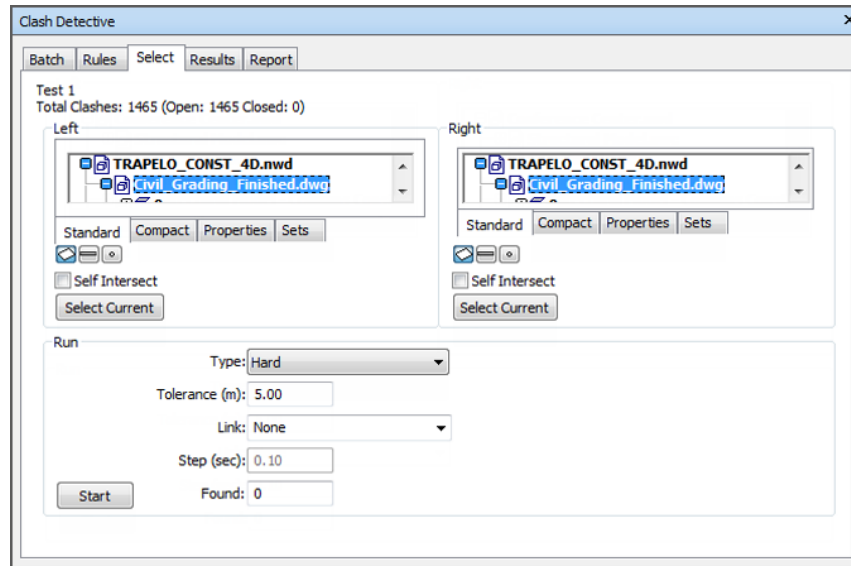 Clash Detective
Batch Rules Select Results Report
Test 1
Total Clashes: 1465 (Open: 1465 Closed: 0)
Left
TRAPELO_CONST_4D.nwd
Civil_Grading_Finished.dwg
Standard Compact Properties Sets
Self Intersect
Select Current
Right
TRAPELO_CONST_4D.nwd
Civil_Grading_Finished.dwg
Standard Compact Properties Sets
Self Intersect
Select Current
Run
Type: Hard
Tolerance (m): 5.00
Link: None
Step (sec): 0.10
Start Found: 0